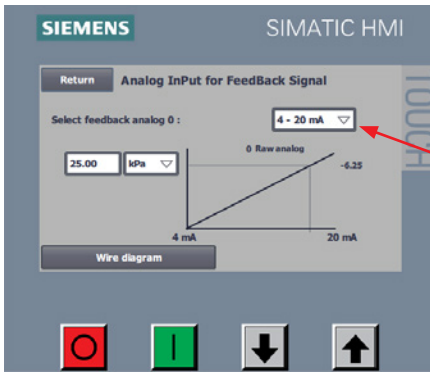 SIEMENS SIMATIC HMI
TOUCH
Return Analog InPut for FeedBack Signal
Select feedback analog 0 : 4 - 20 mA
0 Raw analog
25.00 kPa -6.25
4 mA 20 mA
Wire diagram